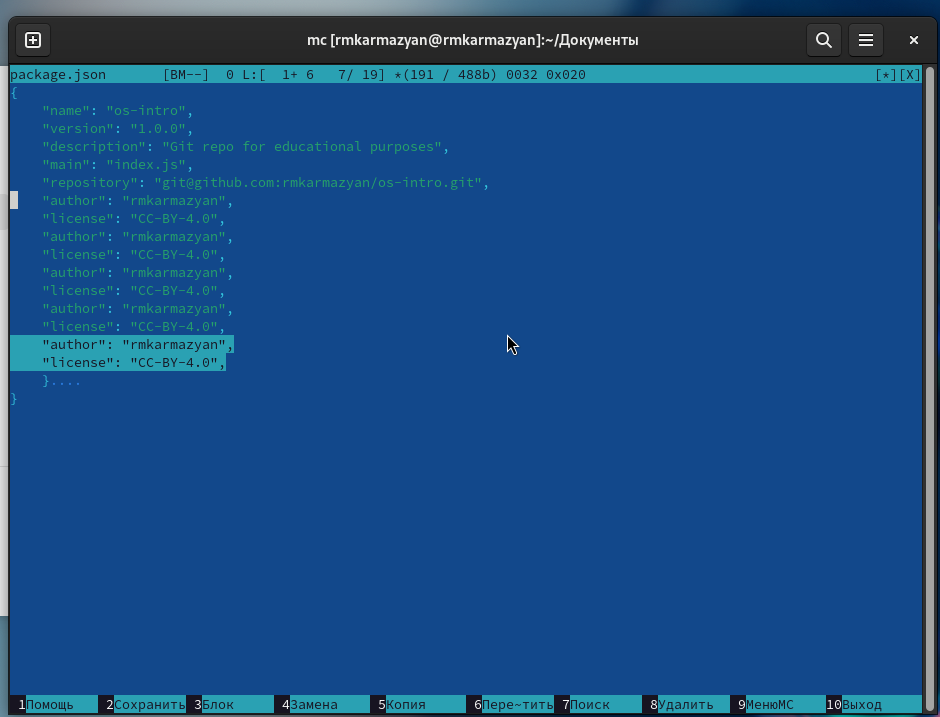 mc [rmkarmazyan@rmkarmazyan]:~/Документы
package.json [BM--] 0 L:[ 1+ 6 7/ 19] *(191 / 488b) 0032 0x020 [*][X]
{
    "name": "os-intro",
    "version": "1.0.0",
    "description": "Git repo for educational purposes",
    "main": "index.js",
    "repository": "git@github.com:rmkarmazyan/os-intro.git",
    "author": "rmkarmazyan",
    "license": "CC-BY-4.0",
    "author": "rmkarmazyan",
    "license": "CC-BY-4.0",
    "author": "rmkarmazyan",
    "license": "CC-BY-4.0",
    "author": "rmkarmazyan",
    "license": "CC-BY-4.0",
    "author": "rmkarmazyan",
    "license": "CC-BY-4.0",
    }....
}
1Помощь 2Сохранить 3Блок 4Замена 5Копия 6Пере~тить 7Поиск 8Удалить 9МенюMC 10Выход